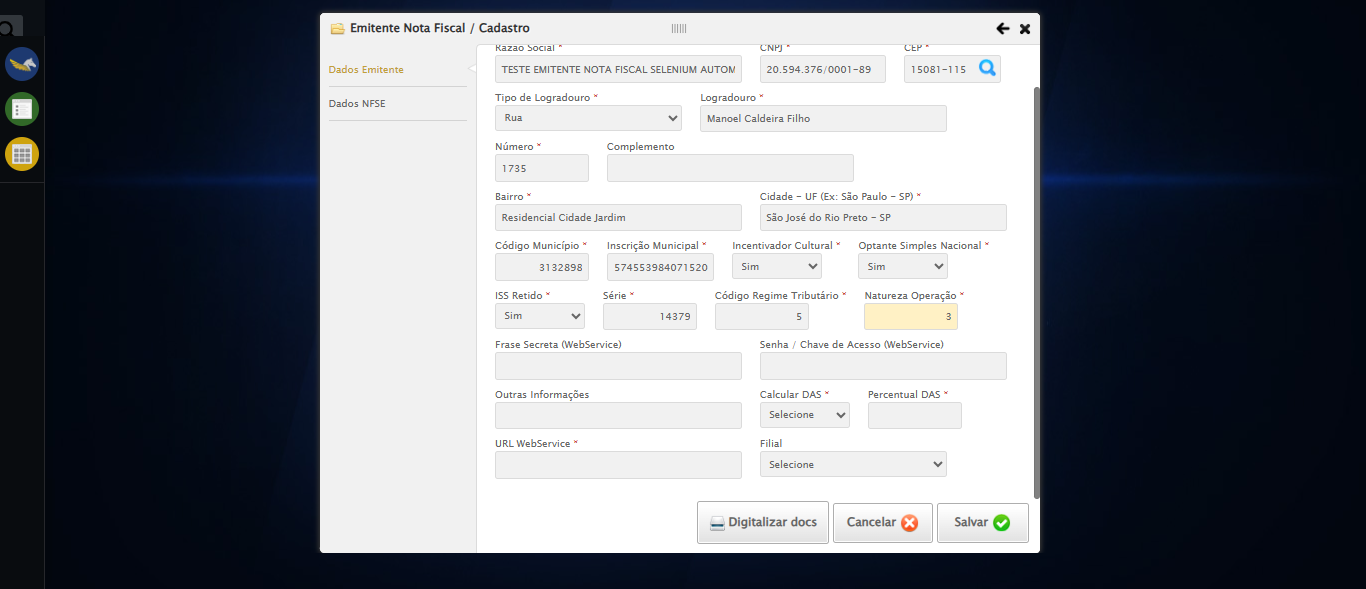 Emitente Nota Fiscal / Cadastro
Dados Emitente
Dados NFSE
Razão Social * CNPJ * CEP *
TESTE EMITENTE NOTA FISCAL SELENIUM AUTOM 20.594.376/0001-89 15081-115
Tipo de Logradouro * Logradouro *
Rua Manoel Caldeira Filho
Número * Complemento
1735
Bairro * Cidade - UF (Ex: São Paulo - SP) *
Residencial Cidade Jardim São José do Rio Preto - SP
Código Município * Inscrição Municipal * Incentivador Cultural * Optante Simples Nacional *
3132898 574553984071520 Sim Sim
ISS Retido * Série * Código Regime Tributário * Natureza Operação *
Sim 14379 5 3
Frase Secreta (WebService) Senha / Chave de Acesso (WebService)
Outras Informações Calcular DAS * Percentual DAS *
Selecione
URL WebService * Filial
Selecione
Digitalizar docs Cancelar Salvar